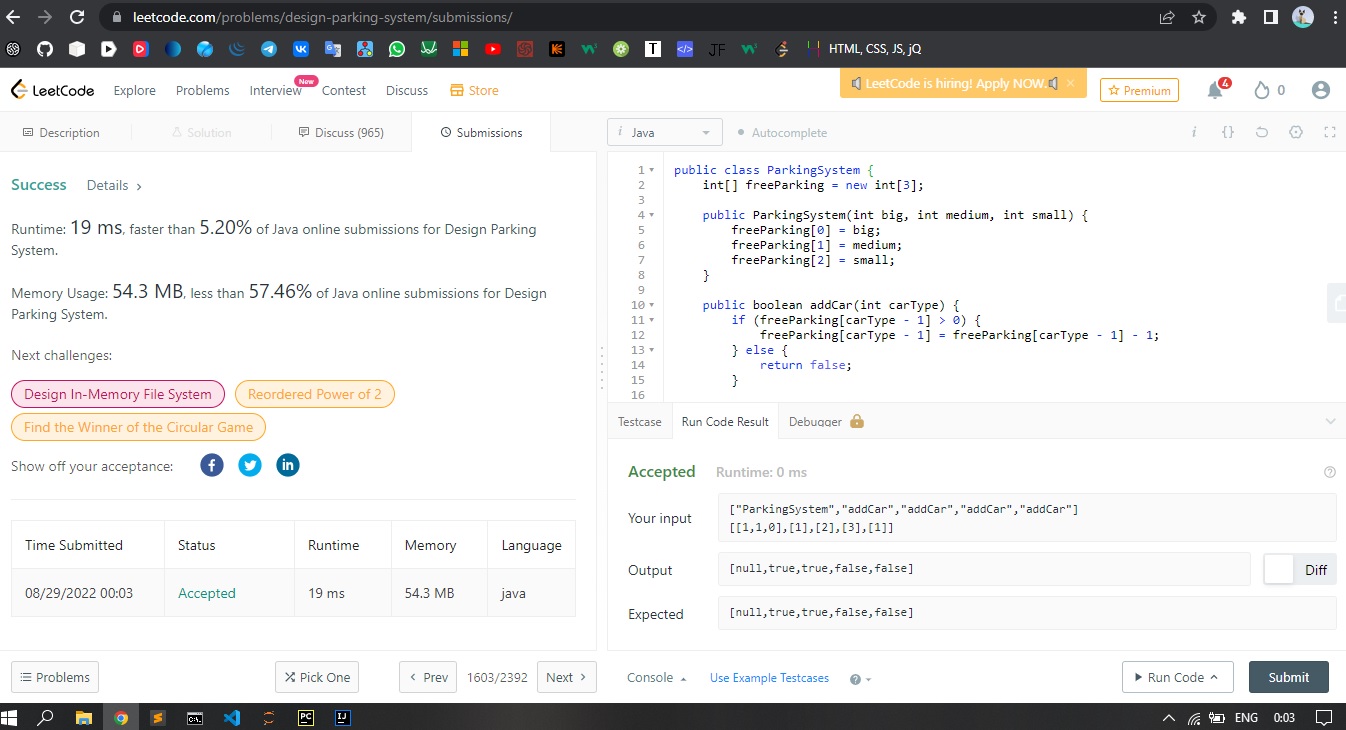 leetcode.com/problems/design-parking-system/submissions/
HTML, CSS, JS, jQ
LeetCode
Explore
Problems
Interview
New
Contest
Discuss
Store
LeetCode is hiring! Apply NOW.
×
Premium
4
0
Description
Solution
Discuss (965)
Submissions
i Java
Autocomplete
Success
Details
Runtime: 19 ms, faster than 5.20% of Java online submissions for Design Parking
System.
Memory Usage: 54.3 MB, less than 57.46% of Java online submissions for Design
Parking System.
Next challenges:
Design In-Memory File System
Reordered Power of 2
Find the Winner of the Circular Game
Show off your acceptance:
Time Submitted
Status
Runtime
Memory
Language
08/29/2022 00:03
Accepted
19 ms
54.3 MB
java
Problems
Pick One
Prev
1603/2392
Next
1 public class ParkingSystem {
2 int[] freeParking = new int[3];
3
4 public ParkingSystem(int big, int medium, int small) {
5 freeParking[0] = big;
6 freeParking[1] = medium;
7 freeParking[2] = small;
8 }
9
10 public boolean addCar(int carType) {
11 if (freeParking[carType - 1] > 0) {
12 freeParking[carType - 1] = freeParking[carType - 1] - 1;
13 } else {
14 return false;
15 }
16
Testcase
Run Code Result
Debugger
Accepted
Runtime: 0 ms
Your input
["ParkingSystem","addCar","addCar","addCar","addCar"]
[[1,1,0],[1],[2],[3],[1]]
Output
[null,true,true,false,false]
Diff
Expected
[null,true,true,false,false]
Console
Use Example Testcases
Run Code
Submit
ENG
0:03